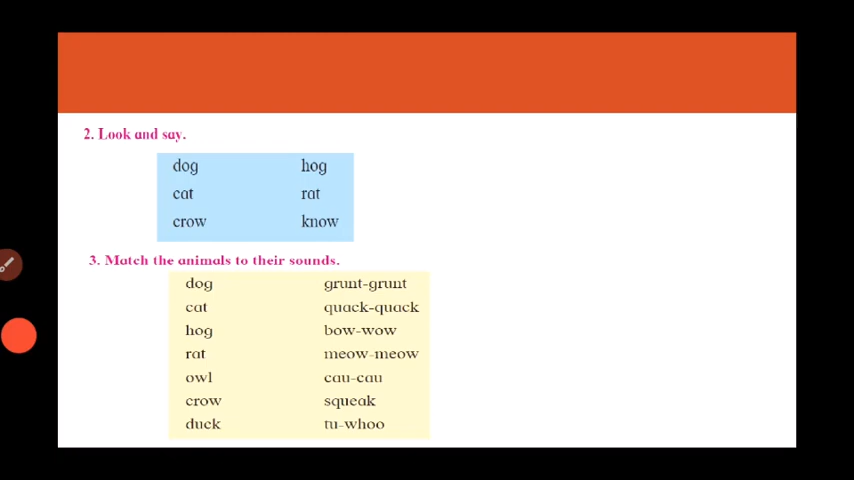 2. Look and say.
dog hog
cat rat
crow know
3. Match the animals to their sounds.
dog grunt-grunt
cat quack-quack
hog bow-wow
rat meow-meow
owl cau-cau
crow squeak
duck tu-whoo